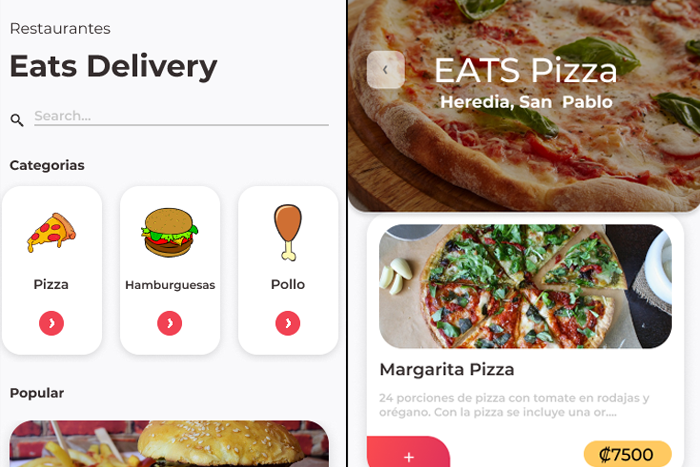 Restaurantes
Eats Delivery
Search...
Categorias
Pizza
Hamburguesas
Pollo
Popular
EATS Pizza
Heredia, San Pablo
Margarita Pizza
24 porciones de pizza con tomate en rodajas y
orégano. Con la pizza se incluye una or....
+
₡7500